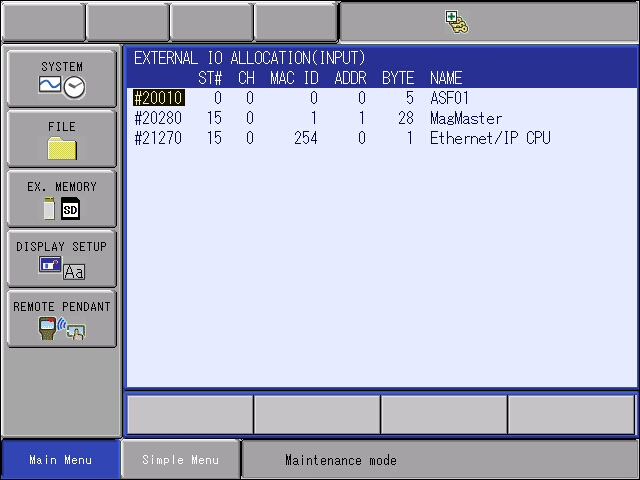 EXTERNAL IO ALLOCATION(INPUT)
ST# CH MAC ID ADDR BYTE NAME
#20010 0 0 0 0 5 ASF01
#20280 15 0 1 1 28 MagMaster
#21270 15 0 254 0 1 Ethernet/IP CPU
SYSTEM
FILE
EX. MEMORY
SD
DISPLAY SETUP
Aa
REMOTE PENDANT
Main Menu
Simple Menu
Maintenance mode